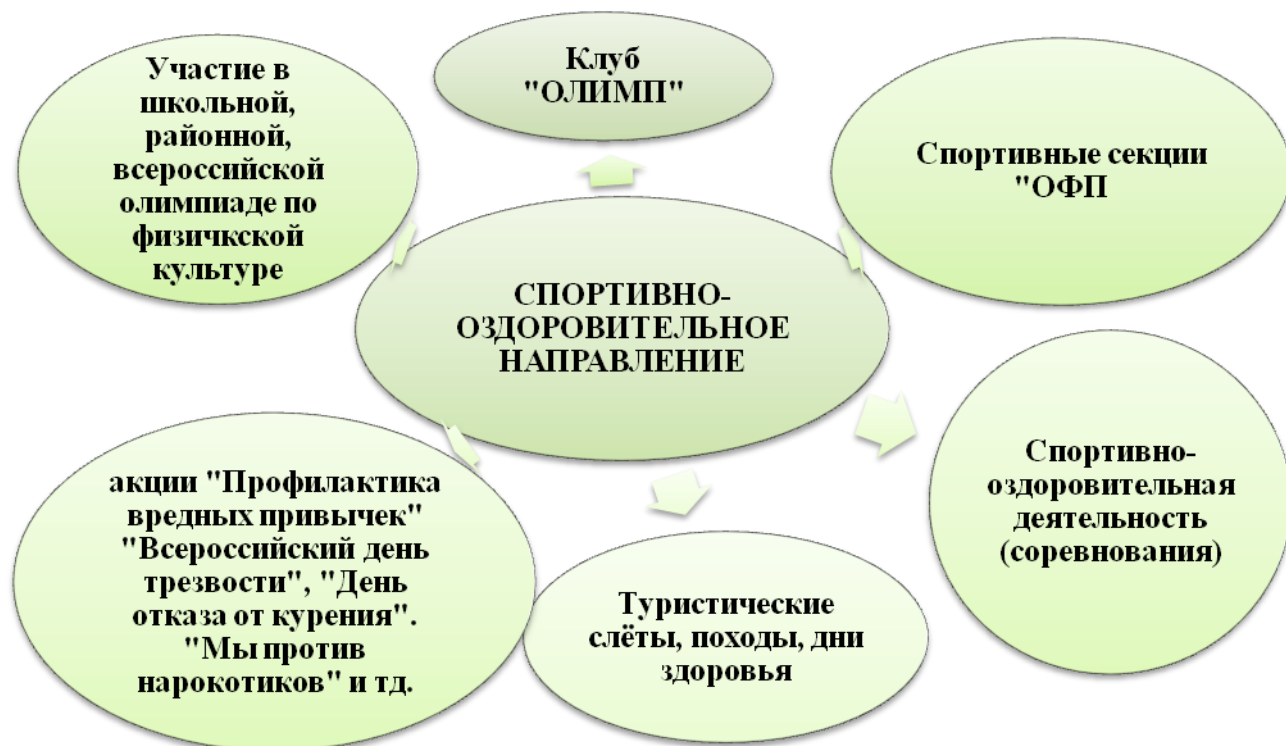 Клуб
"ОЛИМП"
Участие в
школьной,
районной,
всероссийской
олимпиаде по
физичкской
культуре
Спортивные секции
"ОФП
СПОРТИВНО-
ОЗДОРОВИТЕЛЬНОЕ
НАПРАВЛЕНИЕ
Спортивно-
оздоровительная
деятельность
(соревнования)
акции "Профилактика
вредных привычек"
"Всероссийский день
трезвости", "День
отказа от курения".
"Мы против
нарокотиков" и тд.
Туристические
слёты, походы, дни
здоровья